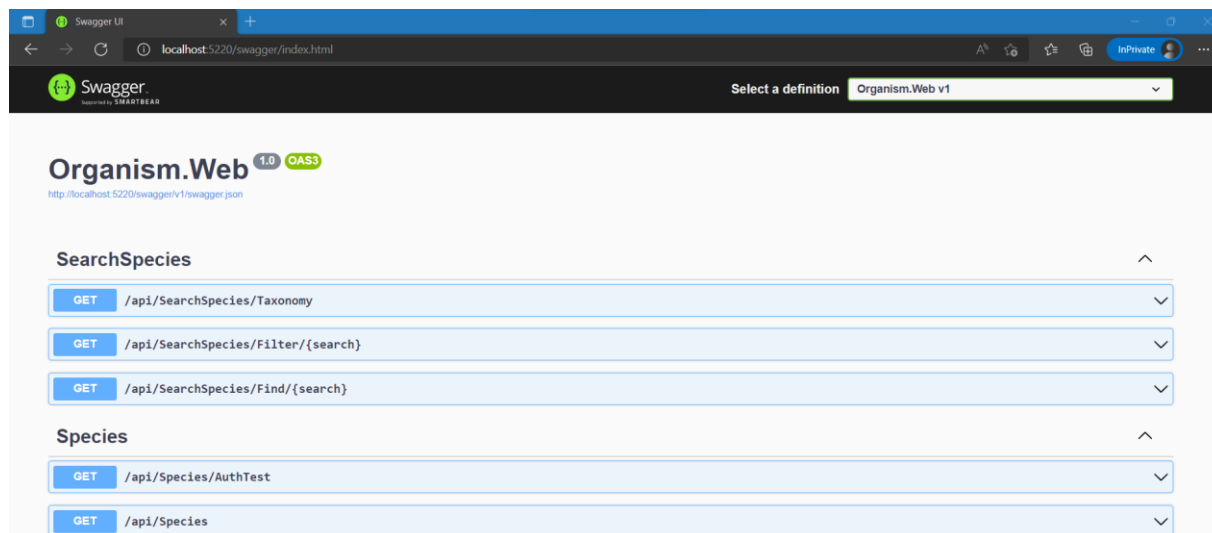 Swagger UI
localhost:5220/swagger/index.html
InPrivate
Swagger.
Supported by SMARTBEAR
Select a definition
Organism.Web v1
Organism.Web 1.0 OAS3
http://localhost:5220/swagger/v1/swagger.json
SearchSpecies
GET /api/SearchSpecies/Taxonomy
GET /api/SearchSpecies/Filter/{search}
GET /api/SearchSpecies/Find/{search}
Species
GET /api/Species/AuthTest
GET /api/Species